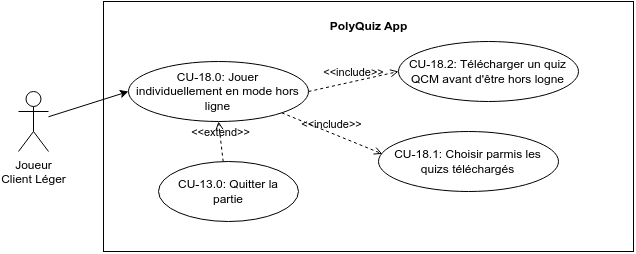 PolyQuiz App
CU-18.0: Jouer
individuellement en mode hors
ligne
<<include>>
CU-18.2: Télécharger un quiz
QCM avant d'être hors logne
<<include>>
CU-18.1: Choisir parmis les
quizs téléchargés
<<extend>>
CU-13.0: Quitter la
partie
Joueur
Client Léger